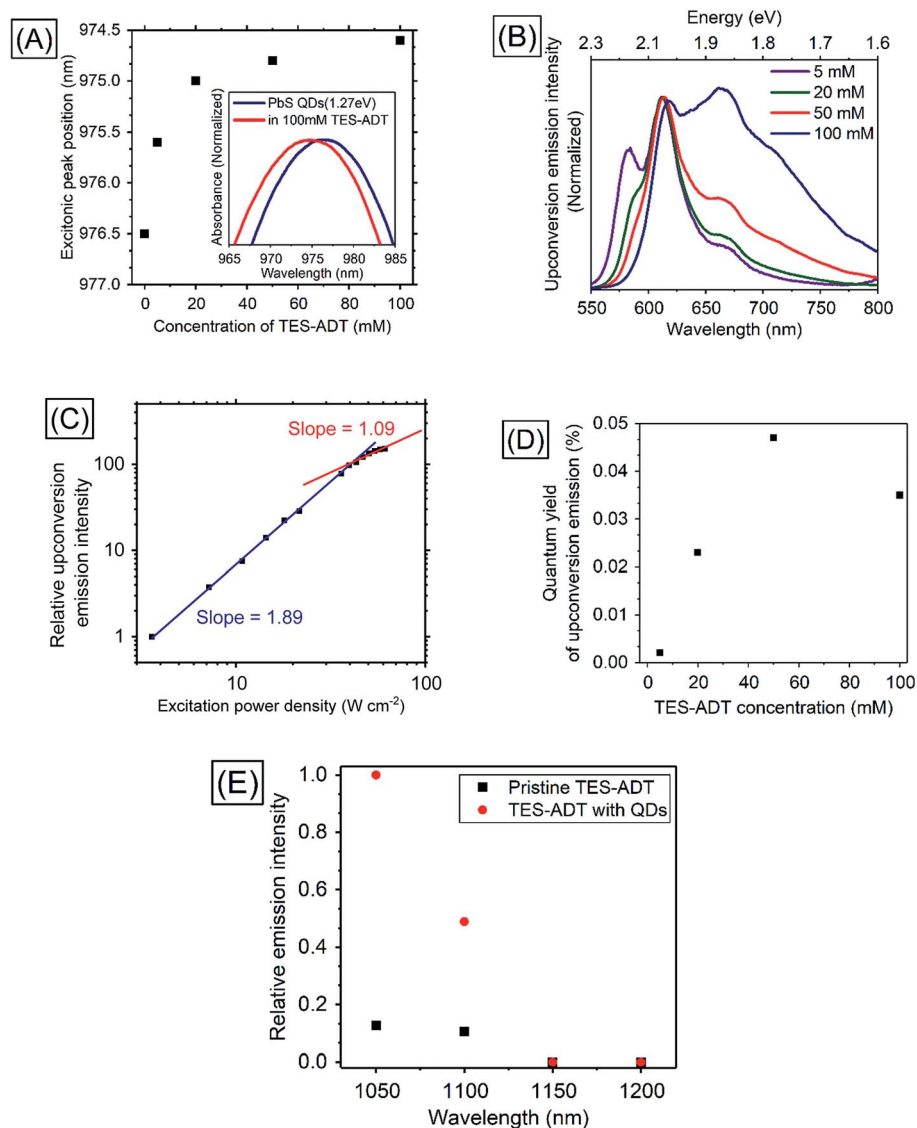 (A)
974.5
975.0
975.5
976.0
976.5
977.0
Excitonic peak position (nm)
PbS QDs(1.27eV)
in 100mM TES-ADT
Absorbance (Normalized)
965 970 975 980 985
Wavelength (nm)
0 20 40 60 80 100
Concentration of TES-ADT (mM)
(B)
Energy (eV)
2.3 2.1 2.0 1.9 1.8 1.7 1.6
Upconversion emission intensity
(Normalized)
5 mM
20 mM
50 mM
100 mM
550 600 650 700 750 800
Wavelength (nm)
(C)
Relative upconversion
emission intensity
100
10
1
Slope = 1.09
Slope = 1.89
10 100
Excitation power density (W cm-2)
(D)
Quantum yield
of upconversion emission (%)
0.05
0.04
0.03
0.02
0.01
0.00
0 20 40 60 80 100
TES-ADT concentration (mM)
(E)
Relative emission intensity
1.0
0.8
0.6
0.4
0.2
0.0
Pristine TES-ADT
TES-ADT with QDs
1050 1100 1150 1200
Wavelength (nm)